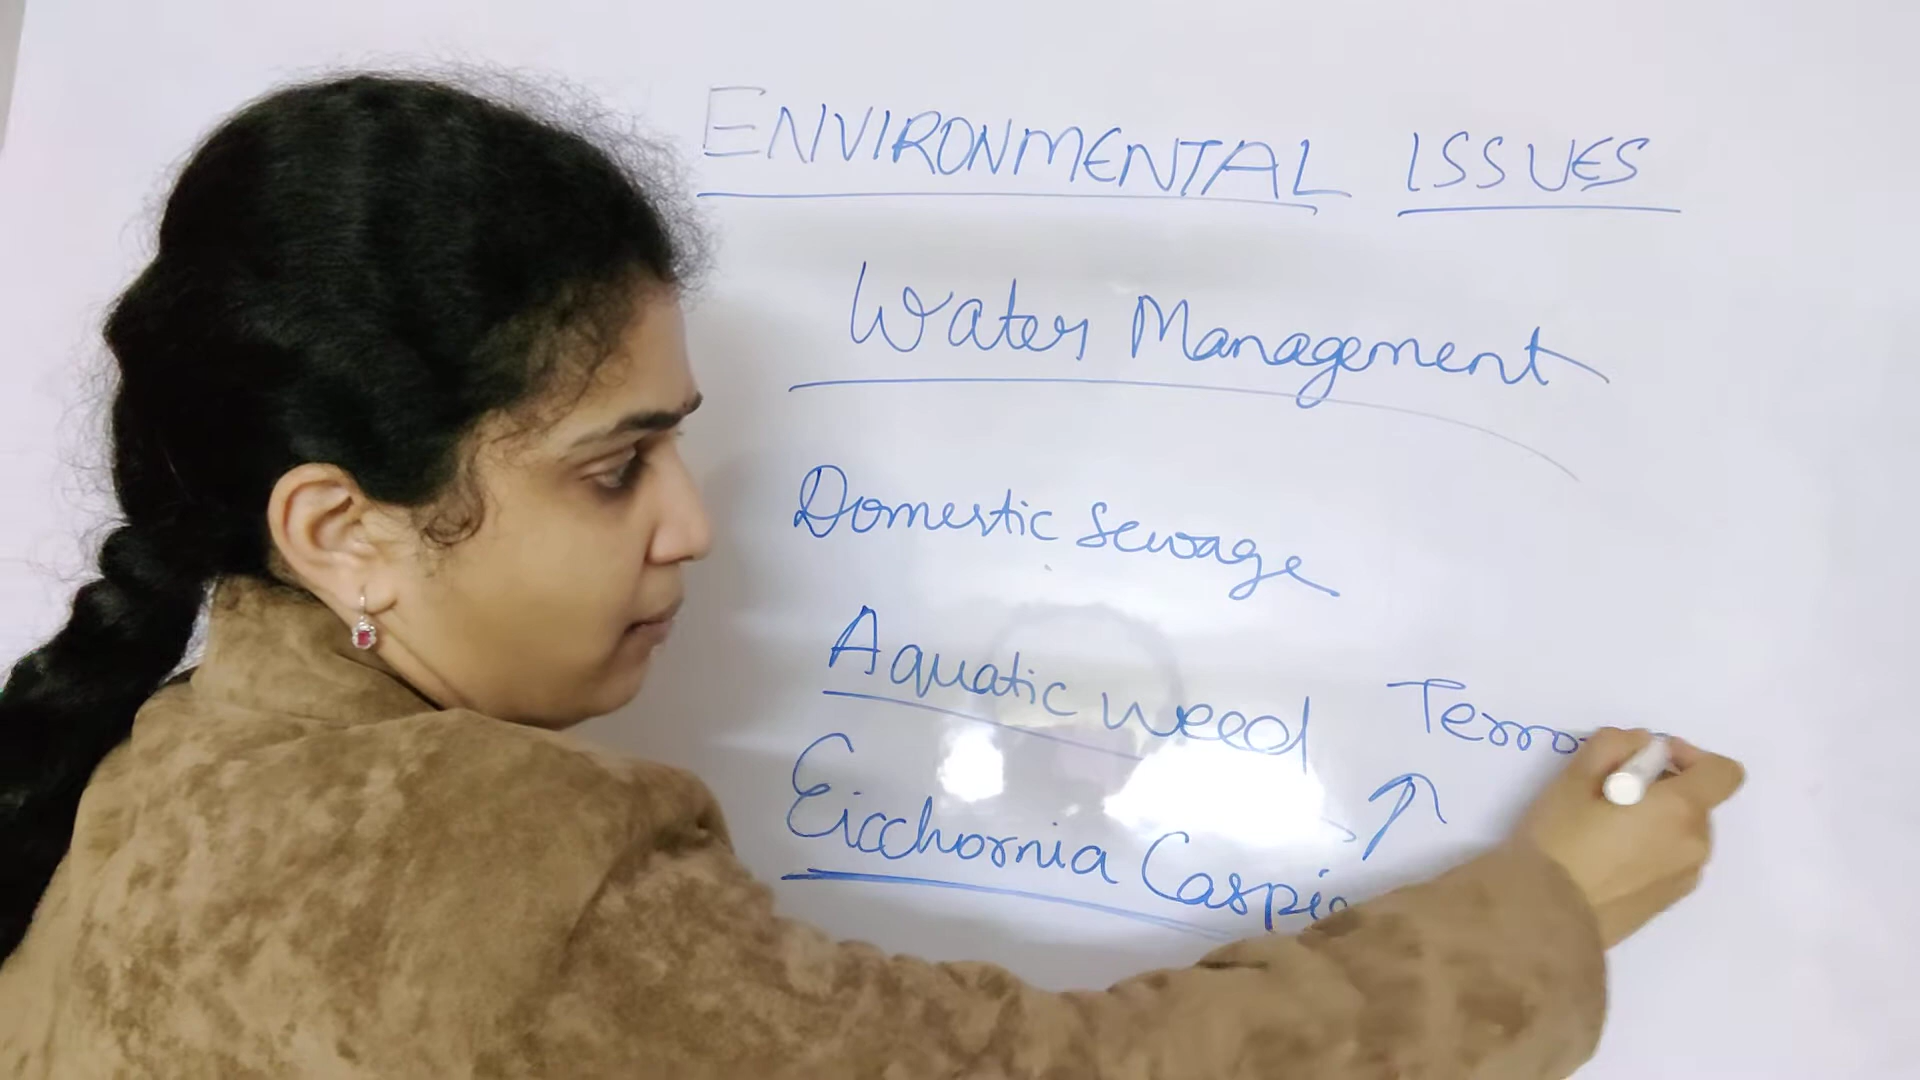 ENVIRONMENTAL ISSUES
Water Management
Domestic Sewage
Aquatic weed
Eicchornia